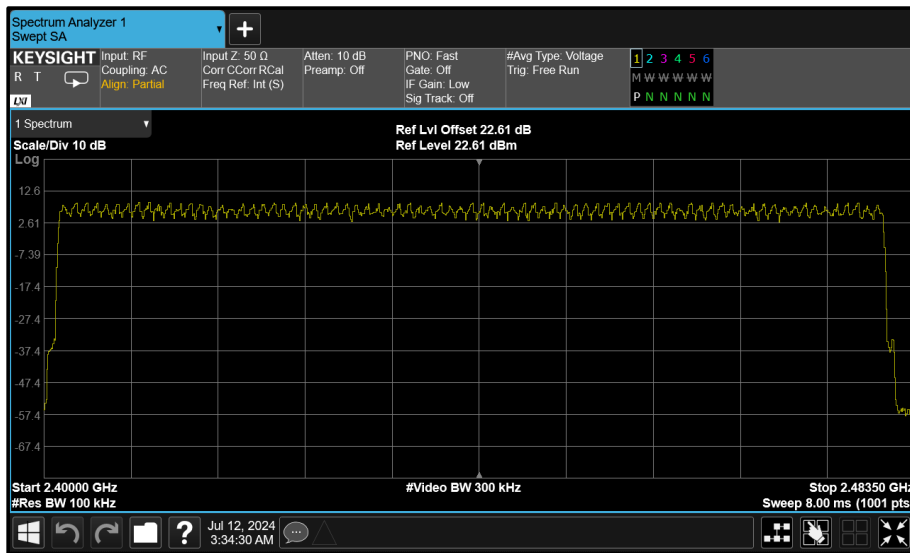 Spectrum Analyzer 1
Swept SA
+
KEYSIGHT
R T
LXI
Input: RF
Coupling: AC
Align: Partial
Input Z: 50 Ω
Corr CCorr RCal
Freq Ref: Int (S)
Atten: 10 dB
Preamp: Off
PNO: Fast
Gate: Off
IF Gain: Low
Sig Track: Off
#Avg Type: Voltage
Trig: Free Run
1 2 3 4 5 6
M W W W W W
P N N N N N
1 Spectrum
Scale/Div 10 dB
Ref Lvl Offset 22.61 dB
Ref Level 22.61 dBm
Log
12.6
2.61
-7.39
-17.4
-27.4
-37.4
-47.4
-57.4
-67.4
Start 2.40000 GHz
#Res BW 100 kHz
#Video BW 300 kHz
Stop 2.48350 GHz
Sweep 8.00 ms (1001 pts
?
Jul 12, 2024
3:34:30 AM